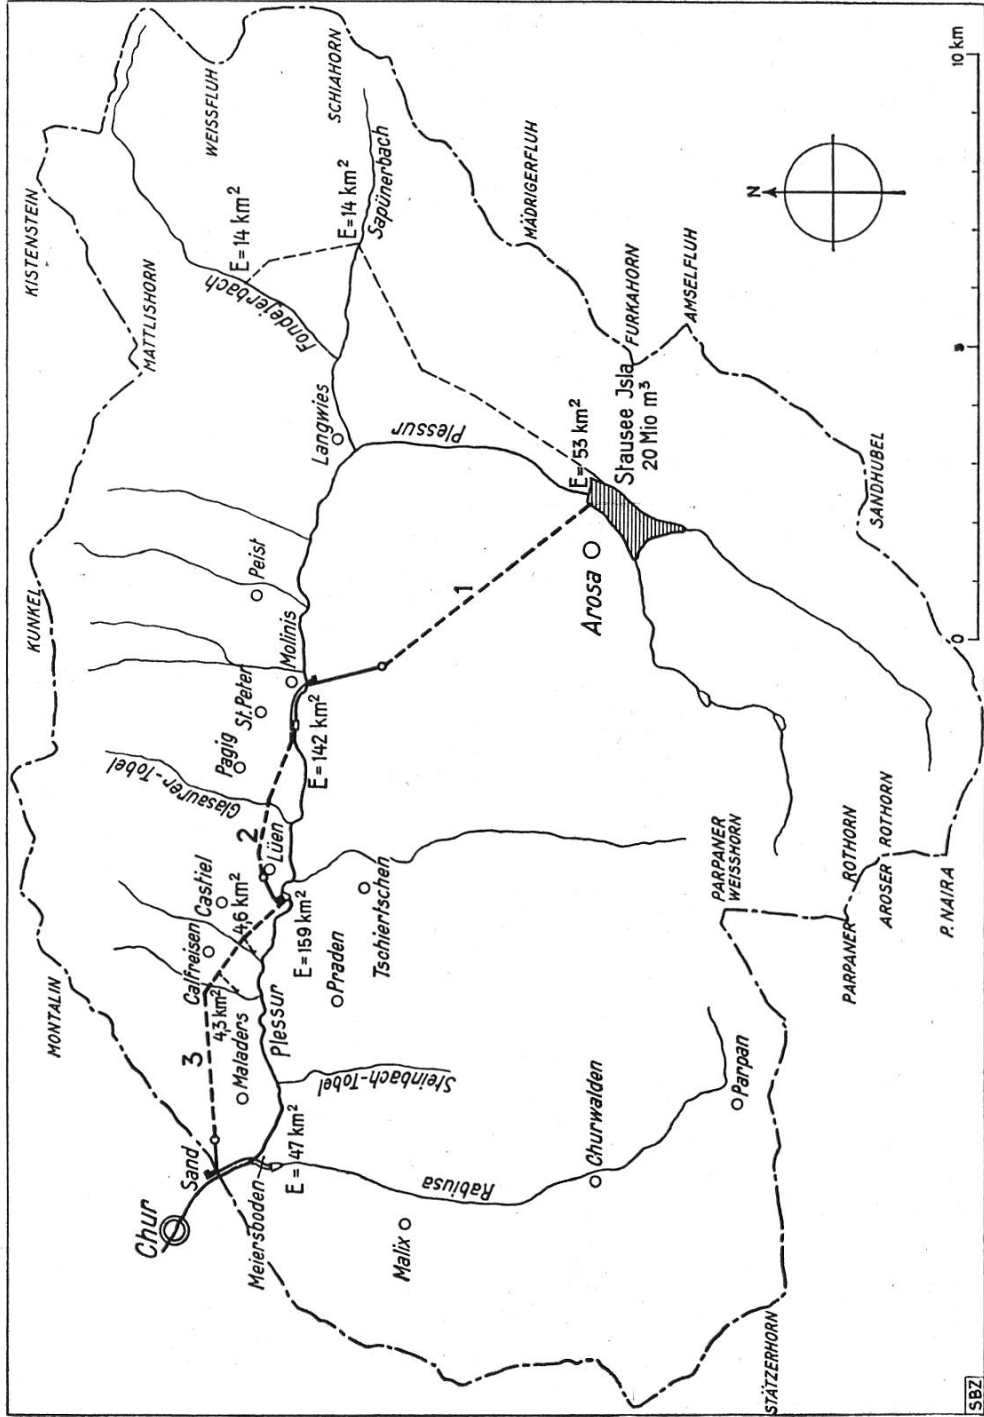 KISTENSTEIN
MATTLISHORN
WEISSFLUH
SCHIAHORN
KUNKEL
MONTALIN
E=14 km²
Fondeierbach
E=14 km²
Sapünerbach
Langwies
Plessur
MÄDRIGERFLUH
FURKAHORN
AMSELFLUH
SANDHUBEL
E=53 km²
Stausee Jsla
20 Mio m³
Arosa
1
Peist
Molinis
St.Peter
Pagig
E=142 km²
Glasaurer-Tobel
2
Lüen
Castiel
4,6 km²
Calfreisen
4,3 km²
E=159 km²
Tschiertschen
Praden
Plessur
Maladers
3
Steinbach-Tobel
Sand
Chur
Meiersboden
E=47 km²
Rabiusa
Malix
Churwalden
Parpan
STÄTZERHORN
PARPANER
WEISSHORN
PARPANER ROTHORN
AROSER ROTHORN
P. NAIRA
N
0
5
10 km
SBZ